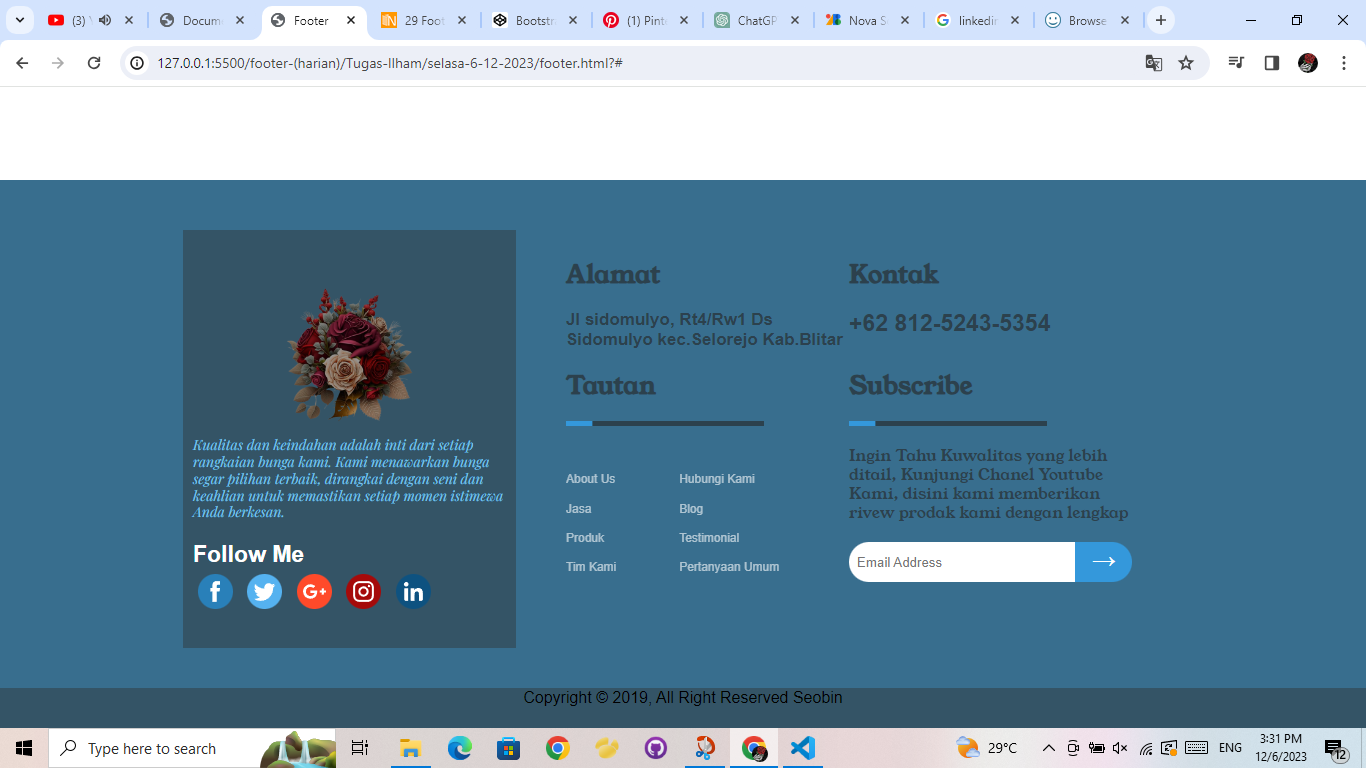 (3) Y
Docum
Footer
29 Foot
Bootstr
(1) Pint
ChatGP
Nova S
linkedin
Browse
127.0.0.1:5500/footer-(harian)/Tugas-Ilham/selasa-6-12-2023/footer.html?#
Kualitas dan keindahan adalah inti dari setiap
rangkaian bunga kami. Kami menawarkan bunga
segar pilihan terbaik, dirangkai dengan seni dan
keahlian untuk memastikan setiap momen istimewa
Anda berkesan.
Follow Me
f
G+
in
Alamat
Jl sidomulyo, Rt4/Rw1 Ds
Sidomulyo kec.Selorejo Kab.Blitar
Kontak
+62 812-5243-5354
Tautan
About Us
Hubungi Kami
Jasa
Blog
Produk
Testimonial
Tim Kami
Pertanyaan Umum
Subscribe
Ingin Tahu Kuwalitas yang lebih
ditail, Kunjungi Chanel Youtube
Kami, disini kami memberikan
rivew prodak kami dengan lengkap
Email Address
Copyright © 2019, All Right Reserved Seobin
Type here to search
29°C
ENG
3:31 PM
12/6/2023
12